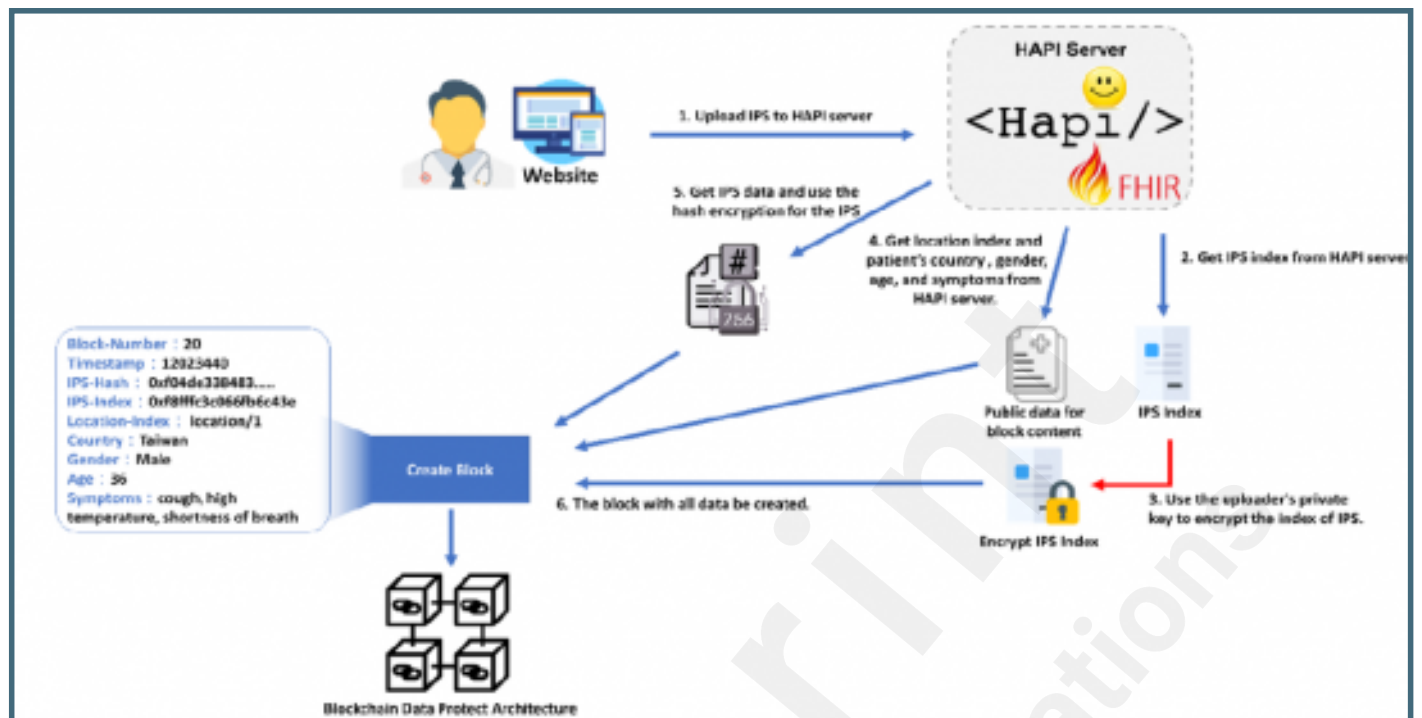 HAPI Server
<Hapi/>
FHIR
1. Upload IPS to HAPI server
Website
5. Get IPS data and use the
hash encryption for the IPS
#
256
4. Get location index and
patient's country , gender,
age, and symptoms from
HAPI server.
2. Get IPS index from HAPI server
Block-Number : 20
Timestamp : 12023440
IPS-Hash : 0xf04de330483.....
IPS-Index : 0xf8fffc3c066fb6c43e
Location-Index : location/1
Country : Taiwan
Gender : Male
Age : 36
Symptoms : cough, high
temperature, shortness of breath
Public data for
block content
IPS Index
Create Block
6. The block with all data be created.
3. Use the uploader's private
key to encrypt the index of IPS.
Encrypt IPS Index
Blockchain Data Protect Architecture
rint
ations